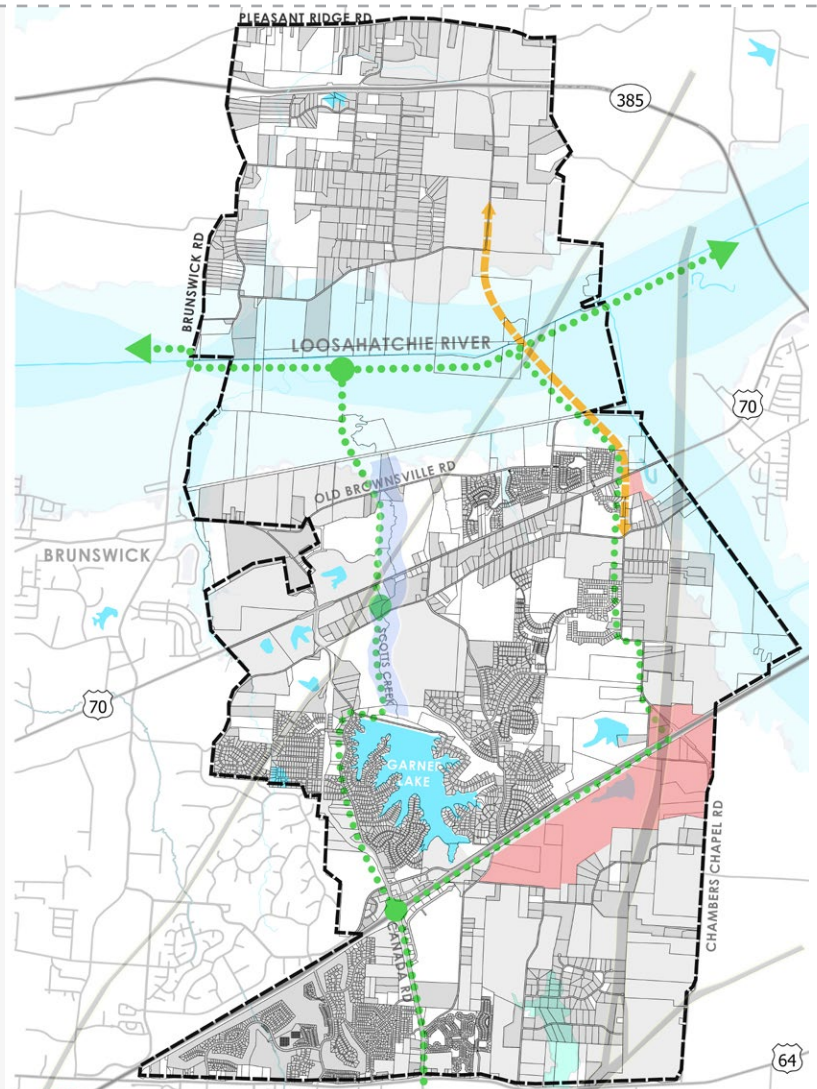 PLEASANT RIDGE RD
385
BRUNSWICK RD
LOOSAHATCHIE RIVER
70
OLD BROWNSVILLE RD
BRUNSWICK
SCOTTS CREEK
70
GARNER
LAKE
CHAMBERS CHAPEL RD
CANADA RD
64